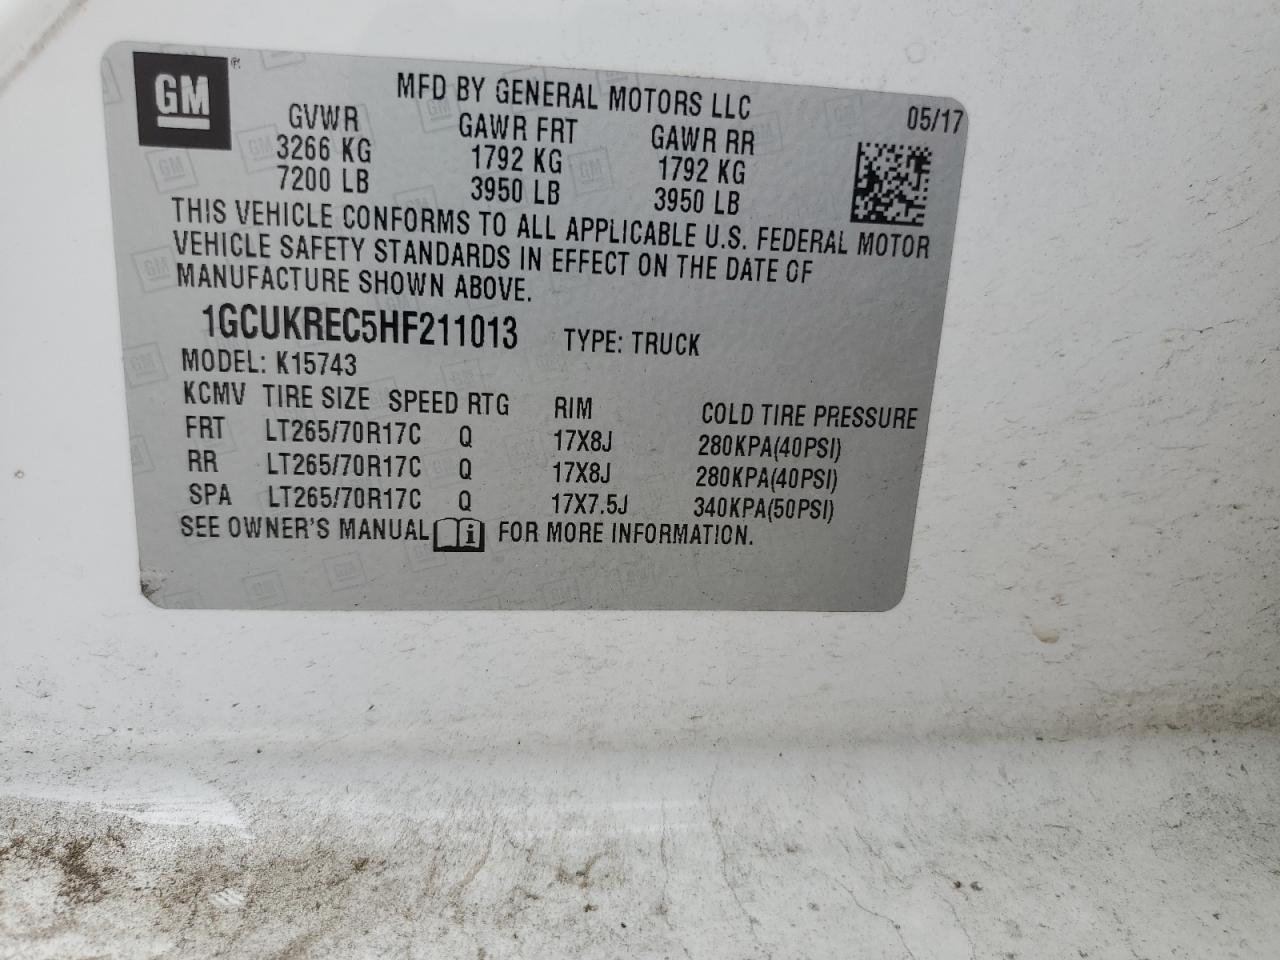 GM
MFD BY GENERAL MOTORS LLC 05/17
GVWR GAWR FRT GAWR RR
3266 KG 1792 KG 1792 KG
7200 LB 3950 LB 3950 LB
THIS VEHICLE CONFORMS TO ALL APPLICABLE U.S. FEDERAL MOTOR
VEHICLE SAFETY STANDARDS IN EFFECT ON THE DATE OF
MANUFACTURE SHOWN ABOVE.
1GCUKREC5HF211013 TYPE: TRUCK
MODEL: K15743
KCMV TIRE SIZE SPEED RTG RIM COLD TIRE PRESSURE
FRT LT265/70R17C Q 17X8J 280KPA(40PSI)
RR LT265/70R17C Q 17X8J 280KPA(40PSI)
SPA LT265/70R17C Q 17X7.5J 340KPA(50PSI)
SEE OWNER'S MANUAL i FOR MORE INFORMATION.